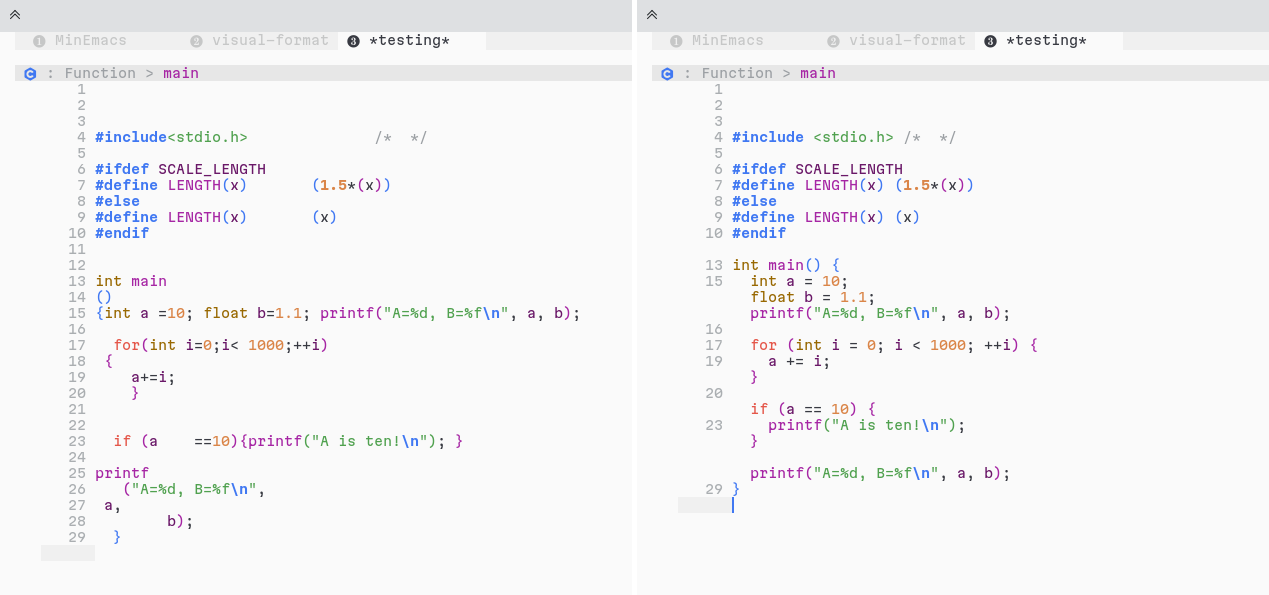 1 MinEmacs 2 visual-format 3 *testing*
C : Function > main
1
2
3
4 #include<stdio.h>              /*  */
5
6 #ifdef SCALE_LENGTH
7 #define LENGTH(x)       (1.5*(x))
8 #else
9 #define LENGTH(x)       (x)
10 #endif
11
12
13 int main
14 ()
15 {int a =10; float b=1.1; printf("A=%d, B=%f\n", a, b);
16
17   for(int i=0;i< 1000;++i)
18  {
19     a+=i;
20     }
21
22
23   if (a    ==10){printf("A is ten!\n"); }
24
25 printf
26    ("A=%d, B=%f\n",
27  a,
28         b);
29   }
1 MinEmacs 2 visual-format 3 *testing*
C : Function > main
1
2
3
4 #include <stdio.h> /*  */
5
6 #ifdef SCALE_LENGTH
7 #define LENGTH(x) (1.5*(x))
8 #else
9 #define LENGTH(x) (x)
10 #endif
13 int main() {
15   int a = 10;
  float b = 1.1;
  printf("A=%d, B=%f\n", a, b);
16
17   for (int i = 0; i < 1000; ++i) {
19     a += i;
  }
20
  if (a == 10) {
23     printf("A is ten!\n");
  }
  printf("A=%d, B=%f\n", a, b);
29 }